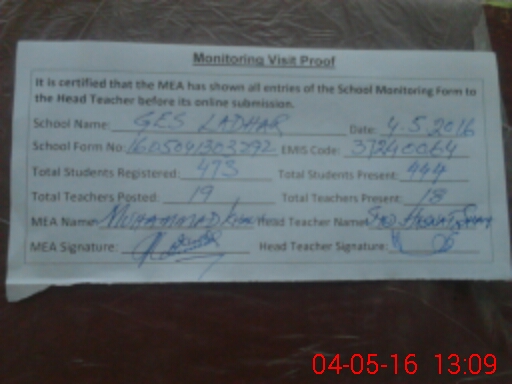 Monitoring Visit Proof
It is certified that the MEA has shown all entries of the School Monitoring Form to
the Head Teacher before its online submission.
School Name: GES LADHAR Date: 4.5.2016
School Form No: EMIS Code: 37240064
Total Students Registered: 473 Total Students Present: 444
Total Teachers Posted: 19 Total Teachers Present: 18
MEA Name: MUHAMMAD Head Teacher Name:
MEA Signature: Head Teacher Signature:
04-05-16 13:09